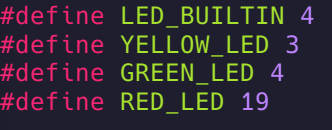 #define LED_BUILTIN 4
#define YELLOW_LED 3
#define GREEN_LED 4
#define RED_LED 19